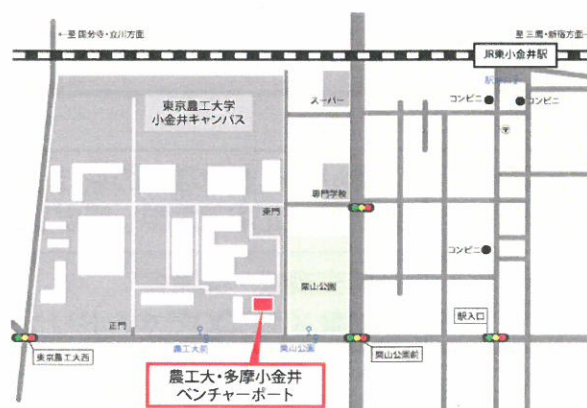 ←至 国分寺・立川方面
至 三鷹・新宿方面→
JR東小金井駅
コンビニ
コンビニ
東京農工大学
小金井キャンパス
スーパー
専門学校
東門
コンビニ
栗山公園
正門
駅入口
農工大前
栗山公園
東京農工大西
栗山公園前
農工大・多摩小金井
ベンチャーポート